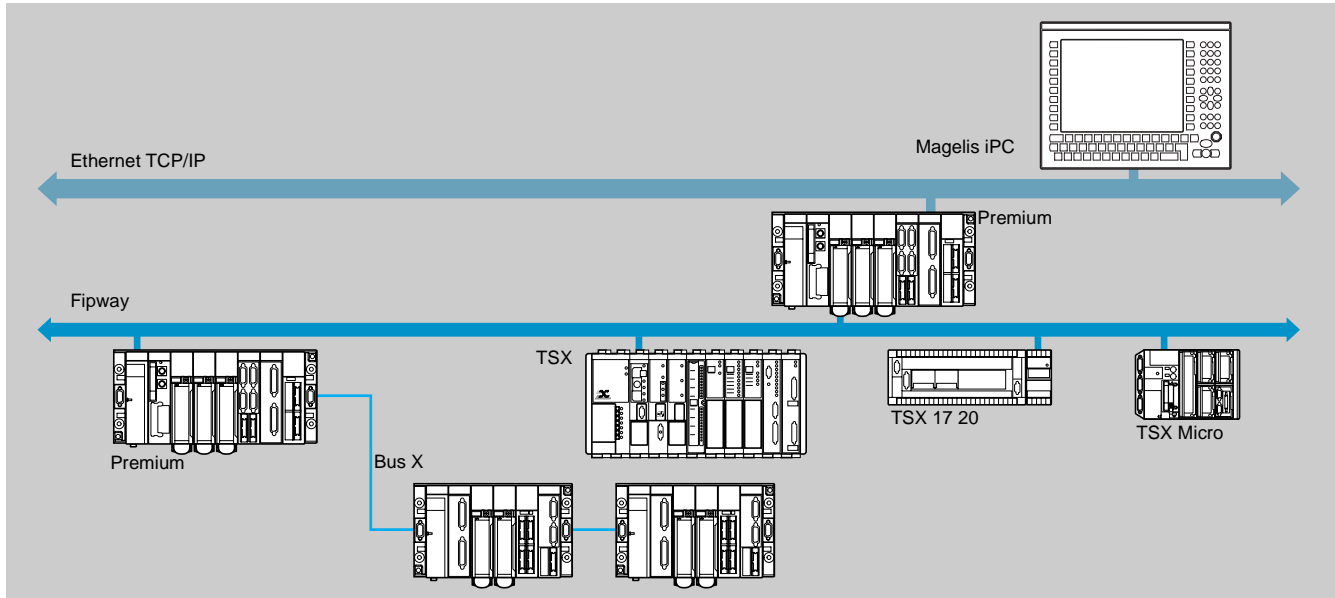 Ethernet TCP/IP
Magelis iPC
Premium
Fipway
TSX
TSX 17 20
TSX Micro
Premium
Bus X